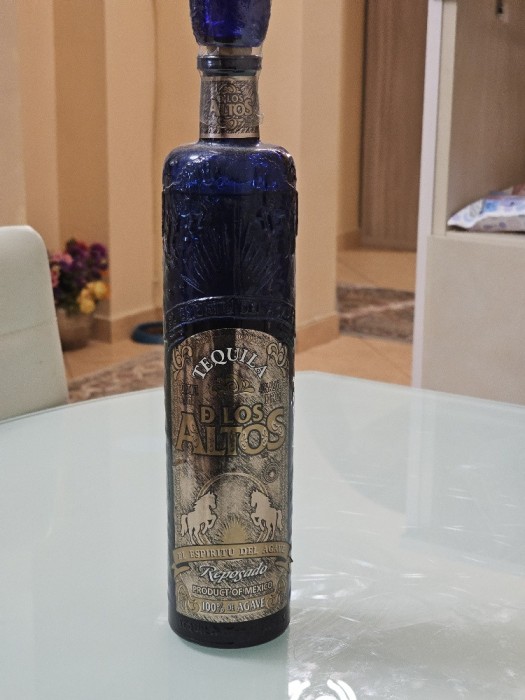 D LOS
ALTOS
TEQUILA
D LOS
ALTOS
EL ESPIRITU DEL AGAVE
Reposado
PRODUCT OF MEXICO
100% DE AGAVE